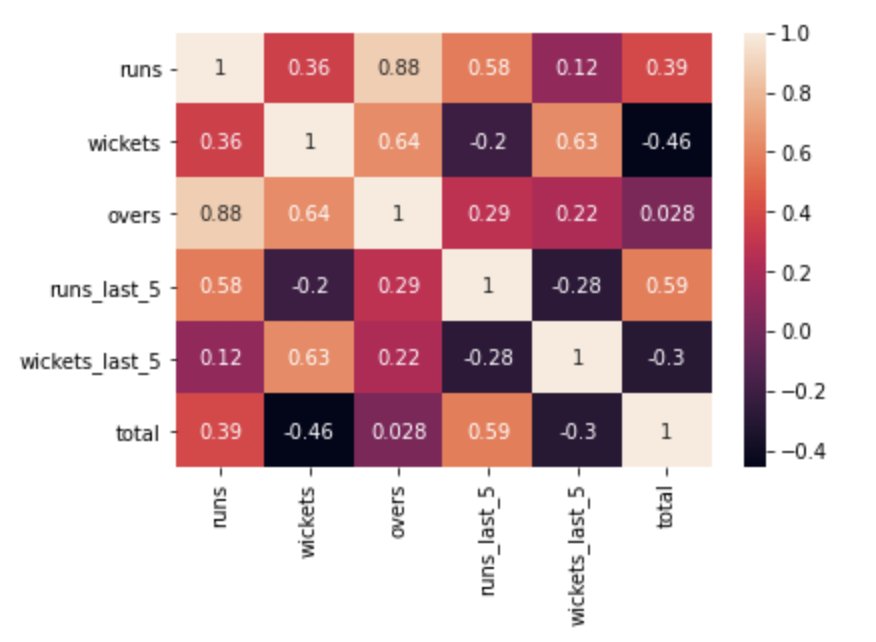 runs 1 0.36 0.88 0.58 0.12 0.39
wickets 0.36 1 0.64 -0.2 0.63 -0.46
overs 0.88 0.64 1 0.29 0.22 0.028
runs_last_5 0.58 -0.2 0.29 1 -0.28 0.59
wickets_last_5 0.12 0.63 0.22 -0.28 1 -0.3
total 0.39 -0.46 0.028 0.59 -0.3 1
runs
wickets
overs
runs_last_5
wickets_last_5
total
1.0
0.8
0.6
0.4
0.2
0.0
−0.2
−0.4